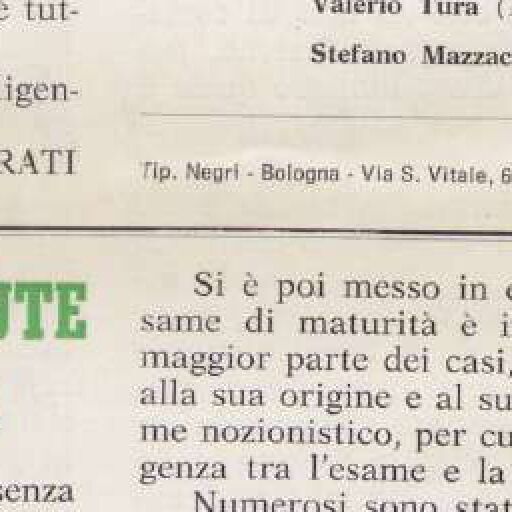 tut-
igen-
RATI
Valerio Tura
Stefano Mazzac
Tip. Negri - Bologna - Via S. Vitale, 6
UTE
senza
Si è poi messo in e
same di maturità è i
maggior parte dei casi,
alla sua origine e al su
me nozionistico, per cu
genza tra l'esame e la
Numerosi sono stat